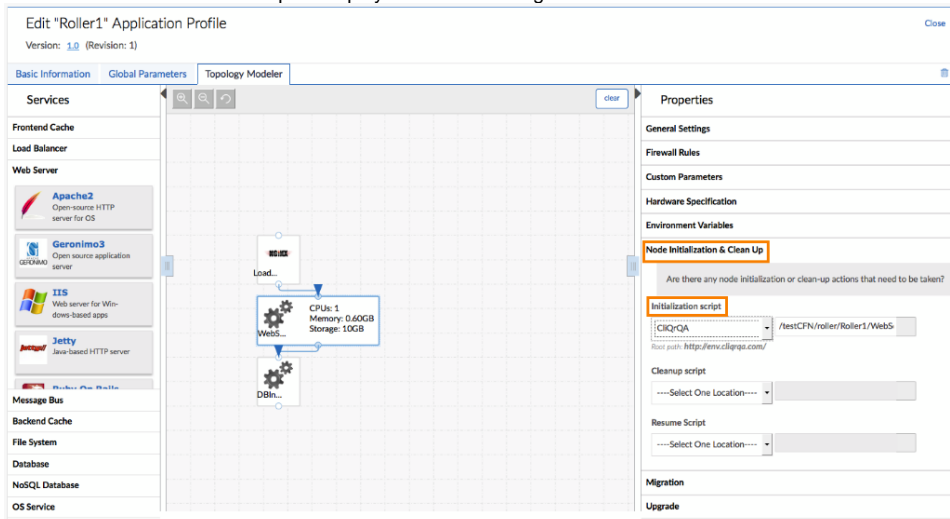 Edit "Roller1" Application Profile
Close
Version: 1.0 (Revision: 1)
Basic Information
Global Parameters
Topology Modeler
Services
clear
Properties
Frontend Cache
Load Balancer
Web Server
Apache2
Open-source HTTP
server for OS
Geronimo3
Open source application
server
GERONIMO
IIS
Web server for Win-
dows-based apps
Jetty
Java-based HTTP server
Ruby On Rails
Message Bus
Backend Cache
File System
Database
NoSQL Database
OS Service
Load...
CPUs: 1
Memory: 0.60GB
Storage: 10GB
WebS...
DBIn...
General Settings
Firewall Rules
Custom Parameters
Hardware Specification
Environment Variables
Node Initialization & Clean Up
Are there any node initialization or clean-up actions that need to be taken?
Initialization script
CliQrQA
/testCFN/roller/Roller1/WebS
Root path: http://env.cliqrqa.com/
Cleanup script
----Select One Location----
Resume Script
----Select One Location----
Migration
Upgrade